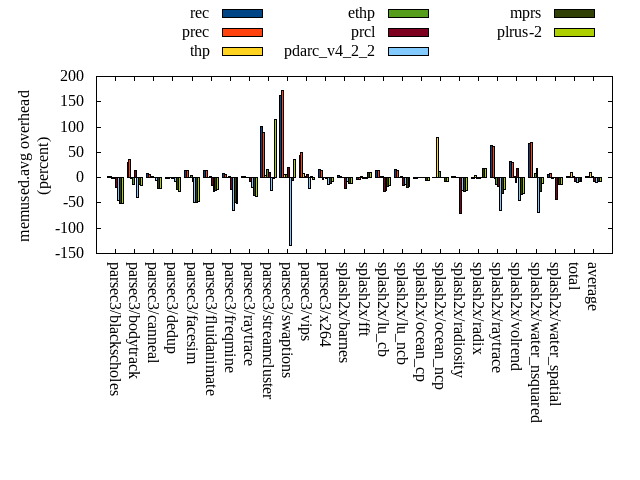 rec
prec
thp
ethp
prcl
pdarc_v4_2_2
mprs
plrus-2
memused.avg overhead
(percent)
200
150
100
50
0
-50
-100
-150
parsec3/blackscholes
parsec3/bodytrack
parsec3/canneal
parsec3/dedup
parsec3/facesim
parsec3/fluidanimate
parsec3/freqmine
parsec3/raytrace
parsec3/streamcluster
parsec3/swaptions
parsec3/vips
parsec3/x264
splash2x/barnes
splash2x/fft
splash2x/lu_cb
splash2x/lu_ncb
splash2x/ocean_cp
splash2x/ocean_ncp
splash2x/radiosity
splash2x/radix
splash2x/raytrace
splash2x/volrend
splash2x/water_nsquared
splash2x/water_spatial
total
average